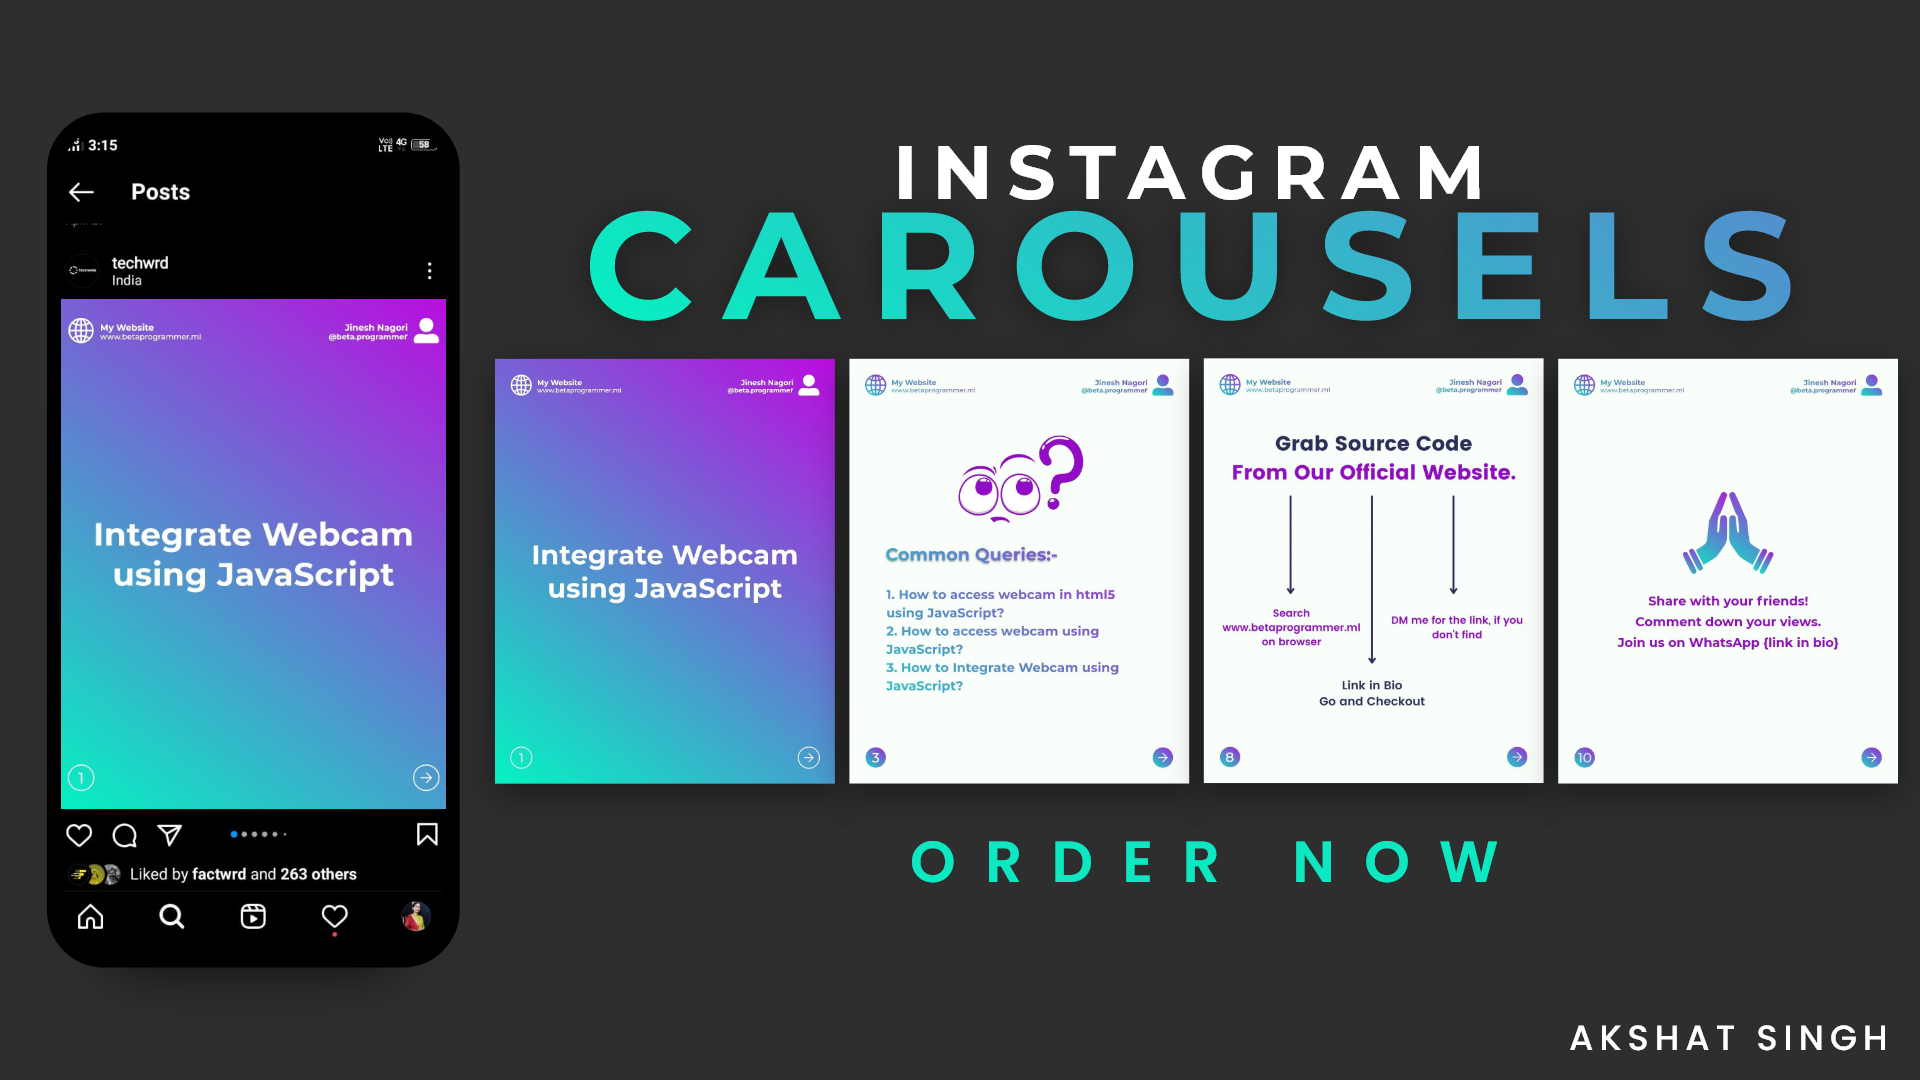 3:15
Vo))
LTE
4G
58
Posts
techwrd
India
My Website
www.betaprogrammer.ml
Jinesh Nagori
@beta.programmer
Integrate Webcam
using JavaScript
1
Liked by factwrd and 263 others
INSTAGRAM
CAROUSELS
My Website
www.betaprogrammer.ml
Jinesh Nagori
@beta.programmer
Integrate Webcam
using JavaScript
1
My Website
www.betaprogrammer.ml
Jinesh Nagori
@beta.programmer
?
Common Queries:-
1. How to access webcam in html5
using JavaScript?
2. How to access webcam using
JavaScript?
3. How to Integrate Webcam using
JavaScript?
3
My Website
www.betaprogrammer.ml
Jinesh Nagori
@beta.programmer
Grab Source Code
From Our Official Website.
Search
www.betaprogrammer.ml
on browser
DM me for the link, if you
don't find
Link in Bio
Go and Checkout
8
My Website
www.betaprogrammer.ml
Jinesh Nagori
@beta.programmer
Share with your friends!
Comment down your views.
Join us on WhatsApp {link in bio}
10
ORDER NOW
AKSHAT SINGH